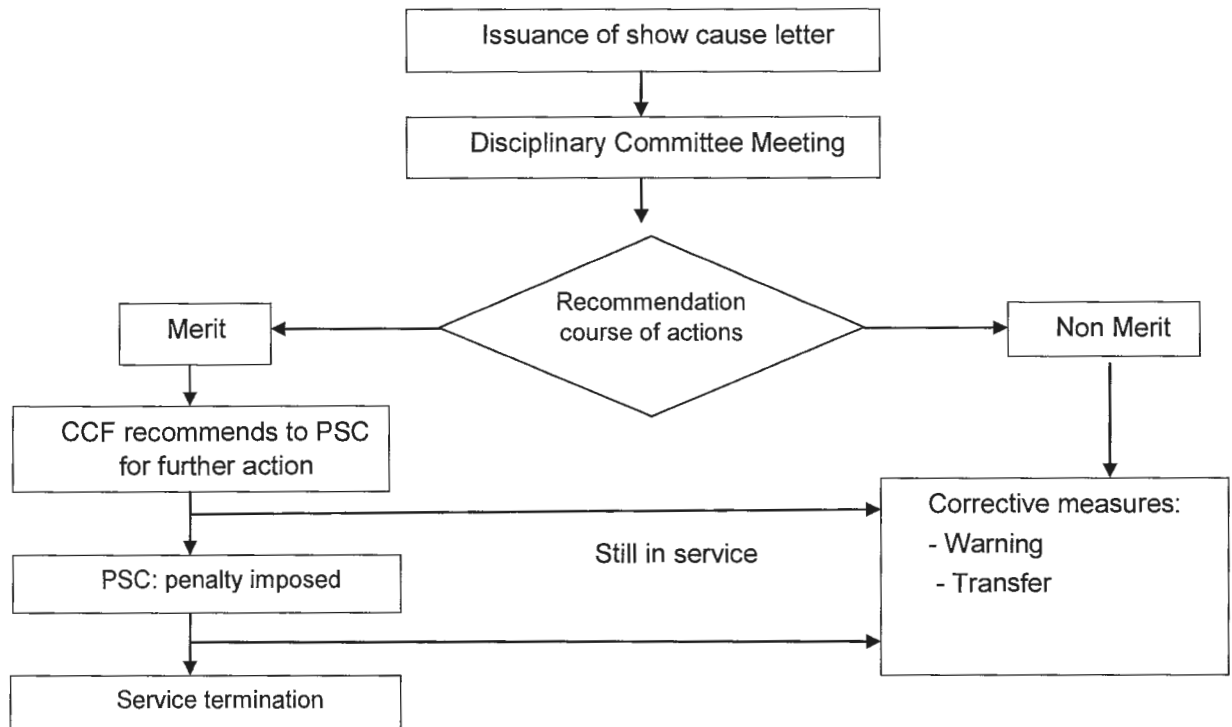 Issuance of show cause letter
Disciplinary Committee Meeting
Recommendation
course of actions
Merit
Non Merit
CCF recommends to PSC
for further action
Corrective measures:
- Warning
- Transfer
Still in service
PSC: penalty imposed
Service termination